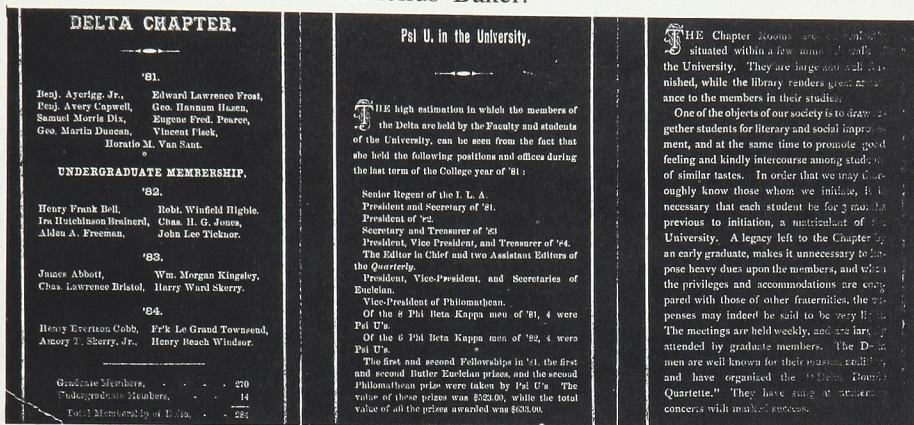 Baker.
DELTA CHAPTER.
'81.
Benj. Aycrigg. Jr., Edward Lawrence Frost,
Benj. Avery Capwell, Geo. Hannum Hazen,
Samuel Morris Dix, Eugene Fred. Pearce,
Geo. Martin Duncan, Vincent Pisek,
Horatio M. Van Sant.
UNDERGRADUATE MEMBERSHIP.
'82.
Henry Frank Bell, Robt. Winfield Higbie.
Ira Hutchinson Brainerd, Chas. H. G. Jones,
Alden A. Freeman, John Lee Ticknor.
'83.
James Abbott, Wm. Morgan Kingsley,
Chas. Lawrence Bristol, Harry Ward Skerry.
'84.
Henry Evertson Cobb, Fr'k Le Grand Townsend,
Amory T. Skerry, Jr., Henry Beach Windsor.
Graduate Members, - - - 270
Undergraduate Members, - - 14
Total Membership of Delta, - 284
Psi U. in the University.
THE high estimation in which the members of
the Delta are held by the Faculty and students
of the University, can be seen from the fact that
she held the following positions and offices during
the last term of the College year of '81 :
Senior Regent of the I. L. A.
President and Secretary of '81.
President of '82.
Secretary and Treasurer of '83
President, Vice President, and Treasurer of '84.
The Editor in Chief and two Assistant Editors of
the Quarterly.
President, Vice-President, and Secretaries of
Eucleian.
Vice-President of Philomathean.
Of the 8 Phi Beta Kappa men of '81, 4 were
Psi U's.
Of the 6 Phi Beta Kappa men of '82, 4 were
Psi U's.
The first and second Fellowships in '81, the first
and second Butler Eucleian prizes, and the second
Philomathean prize were taken by Psi U's The
value of these prizes was $523.00, while the total
value of all the prizes awarded was $633.00.
THE Chapter Rooms are
situated within a few walk
the University. They are large and well
nished, while the library renders great
ance to the members in their studies.
One of the objects of our society is to draw
gether students for literary and social
ment, and at the same time to promote good
feeling and kindly intercourse among
of similar tastes. In order that we may
oughly know those whom we initiate, it is
necessary that each student be for 3 months
previous to initiation, a matriculant of
University. A legacy left to the Chapter by
an early graduate, makes it unnecessary to im-
pose heavy dues upon the members, and when
the privileges and accommodations are com-
pared with those of other fraternities, the ex-
penses may indeed be said to be very
The meetings are held weekly, and are
attended by graduate members. The Delta
men are well known for their musical
and have organized the "Delta Double
Quartette." They have sung at numerous
concerts with marked success.